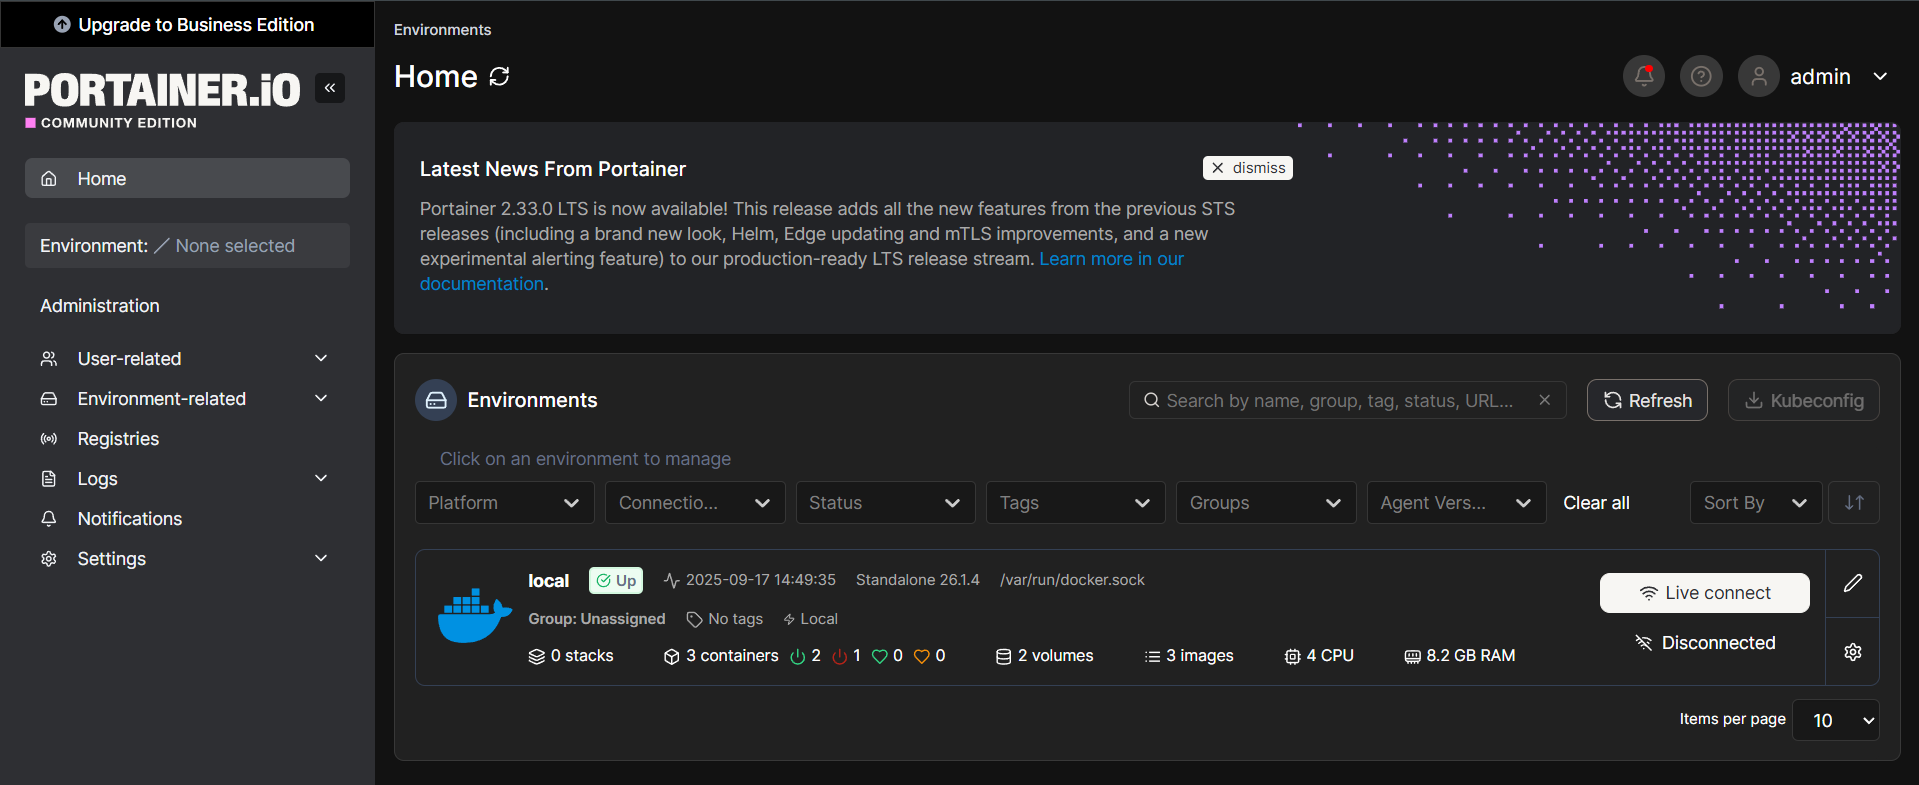 Upgrade to Business Edition
PORTAINER.iO
COMMUNITY EDITION
Home
Environment: None selected
Administration
User-related
Environment-related
Registries
Logs
Notifications
Settings
Environments
Home
admin
Latest News From Portainer
dismiss
Portainer 2.33.0 LTS is now available! This release adds all the new features from the previous STS
releases (including a brand new look, Helm, Edge updating and mTLS improvements, and a new
experimental alerting feature) to our production-ready LTS release stream. Learn more in our
documentation.
Environments
Search by name, group, tag, status, URL...
Refresh
Kubeconfig
Click on an environment to manage
Platform Connectio... Status Tags Groups Agent Vers... Clear all Sort By
local Up 2025-09-17 14:49:35 Standalone 26.1.4 /var/run/docker.sock
Group: Unassigned No tags Local
0 stacks 3 containers 2 1 0 0 2 volumes 3 images 4 CPU 8.2 GB RAM
Live connect
Disconnected
Items per page 10